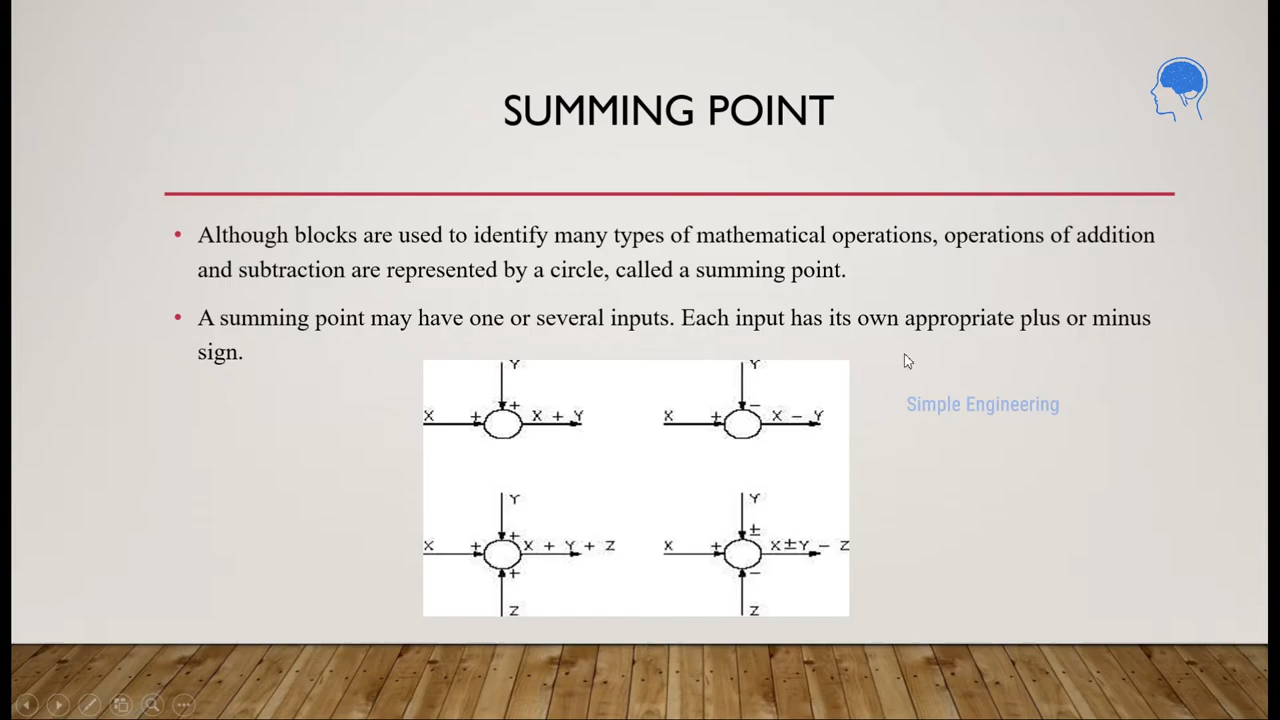 SUMMING POINT
• Although blocks are used to identify many types of mathematical operations, operations of addition
and subtraction are represented by a circle, called a summing point.
• A summing point may have one or several inputs. Each input has its own appropriate plus or minus
sign.
Simple Engineering
Y
+
X + X + Y
Y
−
X + X − Y
Y
+
X + X + Y + Z
+
Z
Y
±
X + X±Y − Z
−
Z